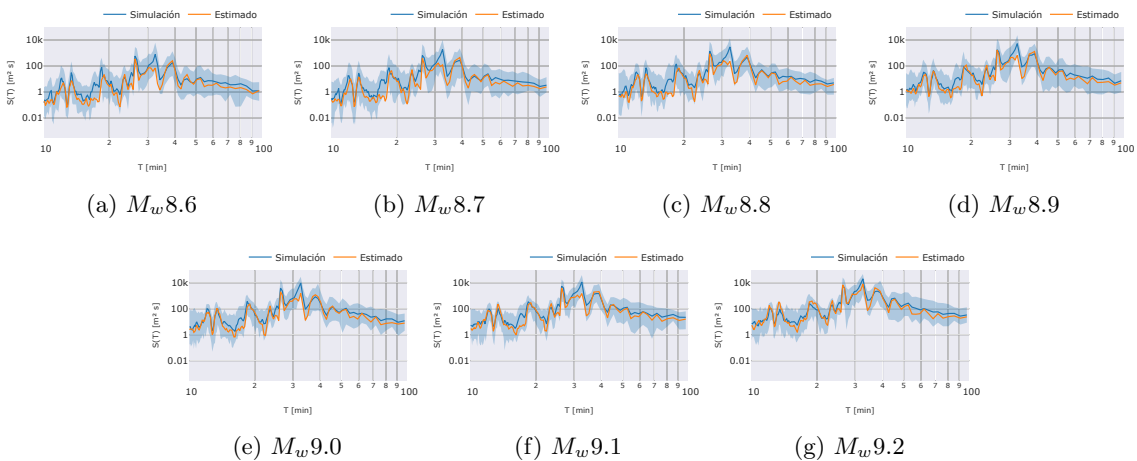 Simulación Estimado Simulación Estimado Simulación Estimado Simulación Estimado
10k 10k 10k 10k
100 100 100 100
1 1 1 1
0.01 0.01 0.01 0.01
S(T) [m² s] S(T) [m² s] S(T) [m² s] S(T) [m² s]
10 2 3 4 5 6 7 8 9 100 10 2 3 4 5 6 7 8 9 100 10 2 3 4 5 6 7 8 9 100 10 2 3 4 5 6 7 8 9 100
T [min] T [min] T [min] T [min]
(a) Mw8.6 (b) Mw8.7 (c) Mw8.8 (d) Mw8.9
Simulación Estimado Simulación Estimado Simulación Estimado
10k 10k 10k
100 100 100
1 1 1
0.01 0.01 0.01
S(T) [m² s] S(T) [m² s] S(T) [m² s]
10 2 3 4 5 6 7 8 9 100 10 2 3 4 5 6 7 8 9 100 10 2 3 4 5 6 7 8 9 100
T [min] T [min] T [min]
(e) Mw9.0 (f) Mw9.1 (g) Mw9.2